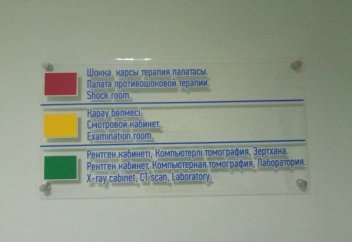 Шокқа қарсы терапия палатасы.
Палата противошоковой терапии.
Shock room.
Қарау бөлмесі.
Смотровой кабинет.
Examination room.
Рентген кабинеті, Компьютерлі томография, Зертхана.
Рентген кабинет, Компьютерная томография, Лаборатория.
X-ray cabinet, CT scan, Laboratory.